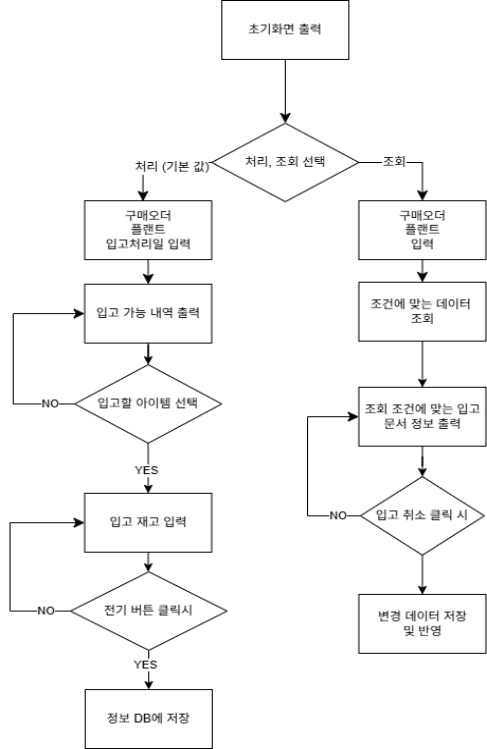 초기화면 출력
처리, 조회 선택
처리 (기본 값)
조회
구매오더
플랜트
입고처리일 입력
입고 가능 내역 출력
NO
입고할 아이템 선택
YES
입고 재고 입력
NO
전기 버튼 클릭시
YES
정보 DB에 저장
구매오더
플랜트
입력
조건에 맞는 데이터
조회
조회 조건에 맞는 입고
문서 정보 출력
NO
입고 취소 클릭 시
변경 데이터 저장
및 반영